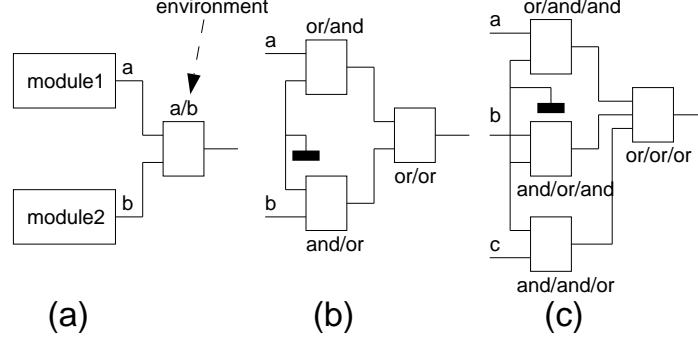 environment
module1
a
a/b
module2
b
(a)
or/and
a
b
or/or
and/or
(b)
or/and/and
a
b
or/or/or
and/or/and
c
and/and/or
(c)